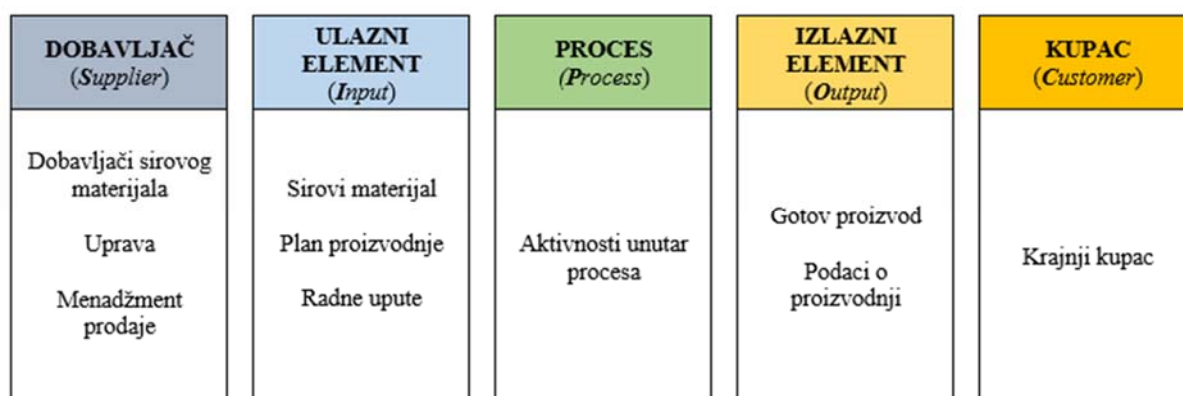 DOBAVLJAČ
(Supplier)
Dobavljači sirovog
materijala
Uprava
Menadžment
prodaje
ULAZNI
ELEMENT
(Input)
Sirovi materijal
Plan proizvodnje
Radne upute
PROCES
(Process)
Aktivnosti unutar
procesa
IZLAZNI
ELEMENT
(Output)
Gotov proizvod
Podaci o
proizvodnji
KUPAC
(Customer)
Krajnji kupac